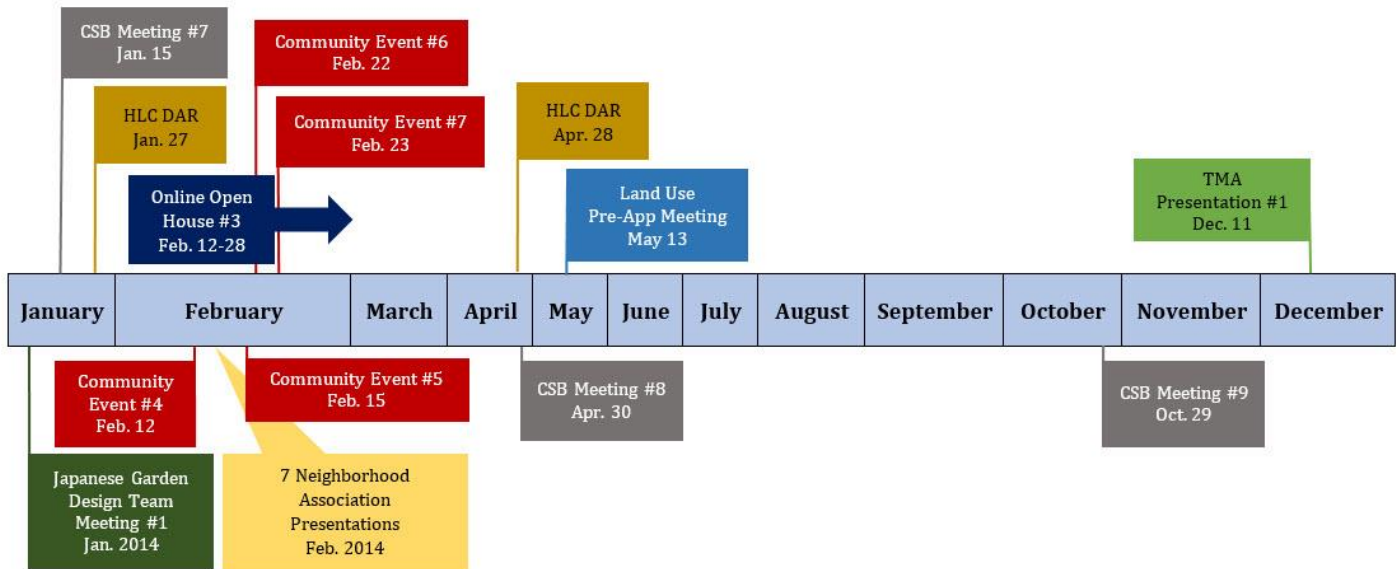 CSB Meeting #7
Jan. 15
Community Event #6
Feb. 22
HLC DAR
Jan. 27
Community Event #7
Feb. 23
HLC DAR
Apr. 28
Online Open
House #3
Feb. 12-28
Land Use
Pre-App Meeting
May 13
TMA
Presentation #1
Dec. 11
January February March April May June July August September October November December
Community
Event #4
Feb. 12
Community Event #5
Feb. 15
CSB Meeting #8
Apr. 30
CSB Meeting #9
Oct. 29
Japanese Garden
Design Team
Meeting #1
Jan. 2014
7 Neighborhood
Association
Presentations
Feb. 2014